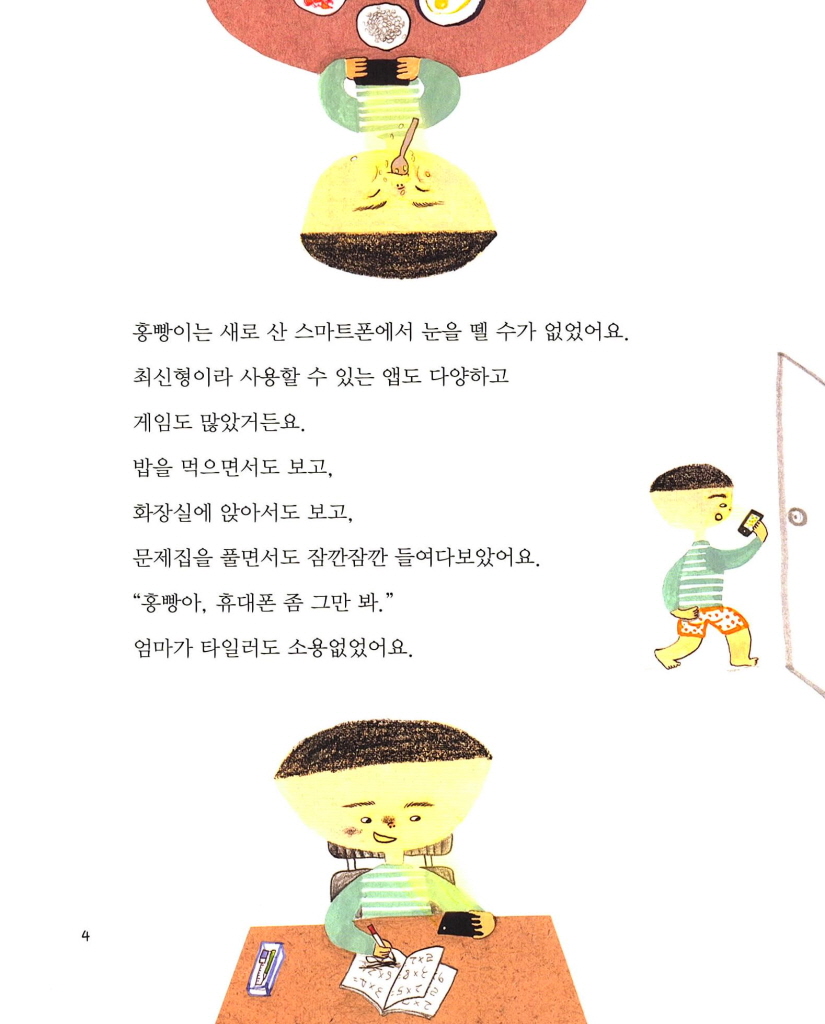 홍빵이는 새로 산 스마트폰에서 눈을 뗄 수가 없었어요.
최신형이라 사용할 수 있는 앱도 다양하고
게임도 많았거든요.
밥을 먹으면서도 보고,
화장실에 앉아서도 보고,
문제집을 풀면서도 잠깐잠깐 들여다보았어요.
“홍빵아, 휴대폰 좀 그만 봐.”
엄마가 타일러도 소용없었어요.
4